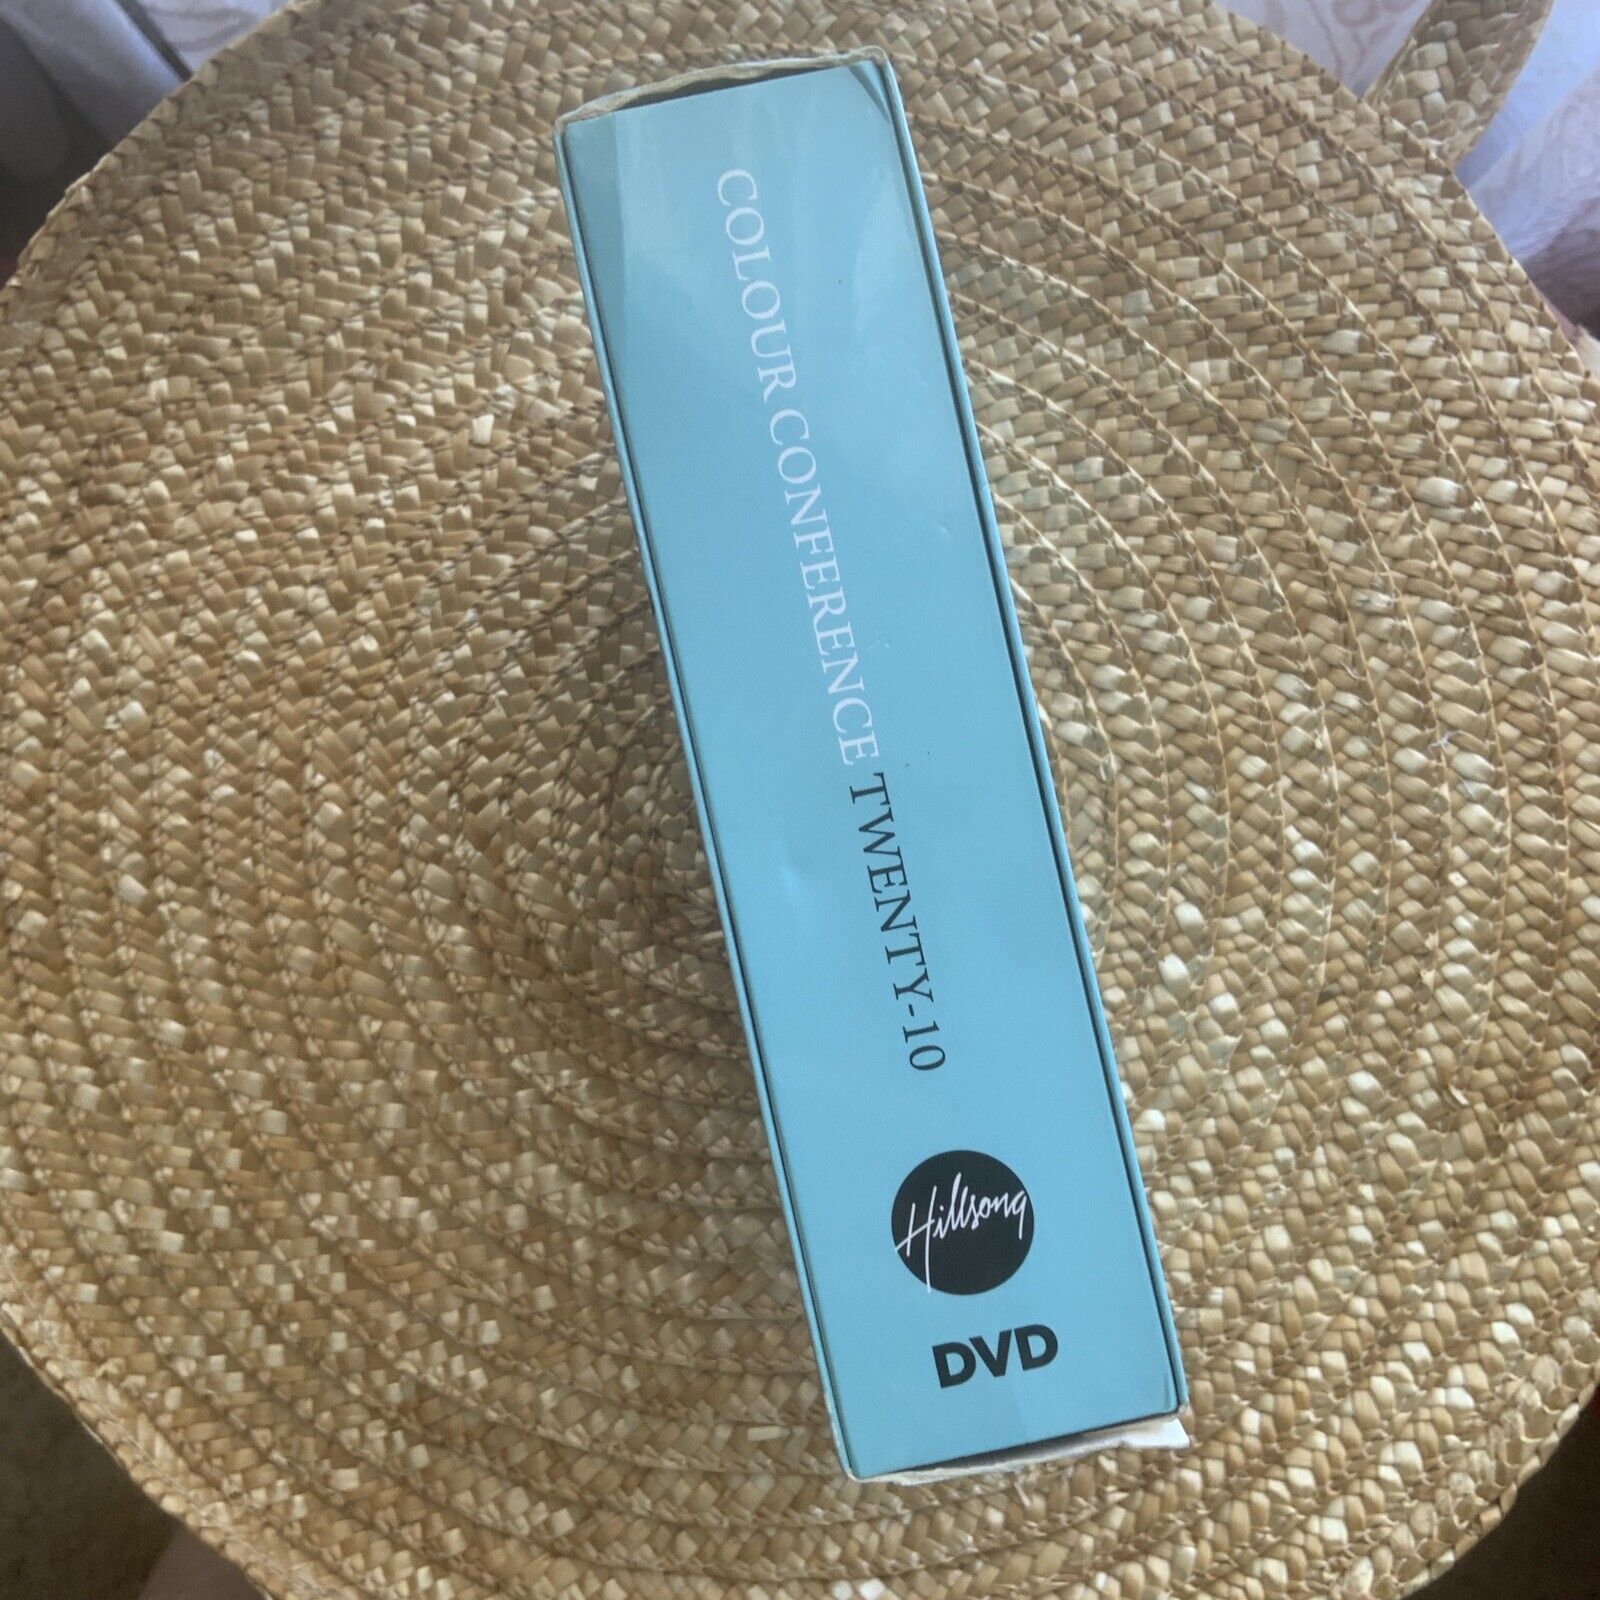 COLOUR CONFERENCE TWENTY-10
Hillsong
DVD